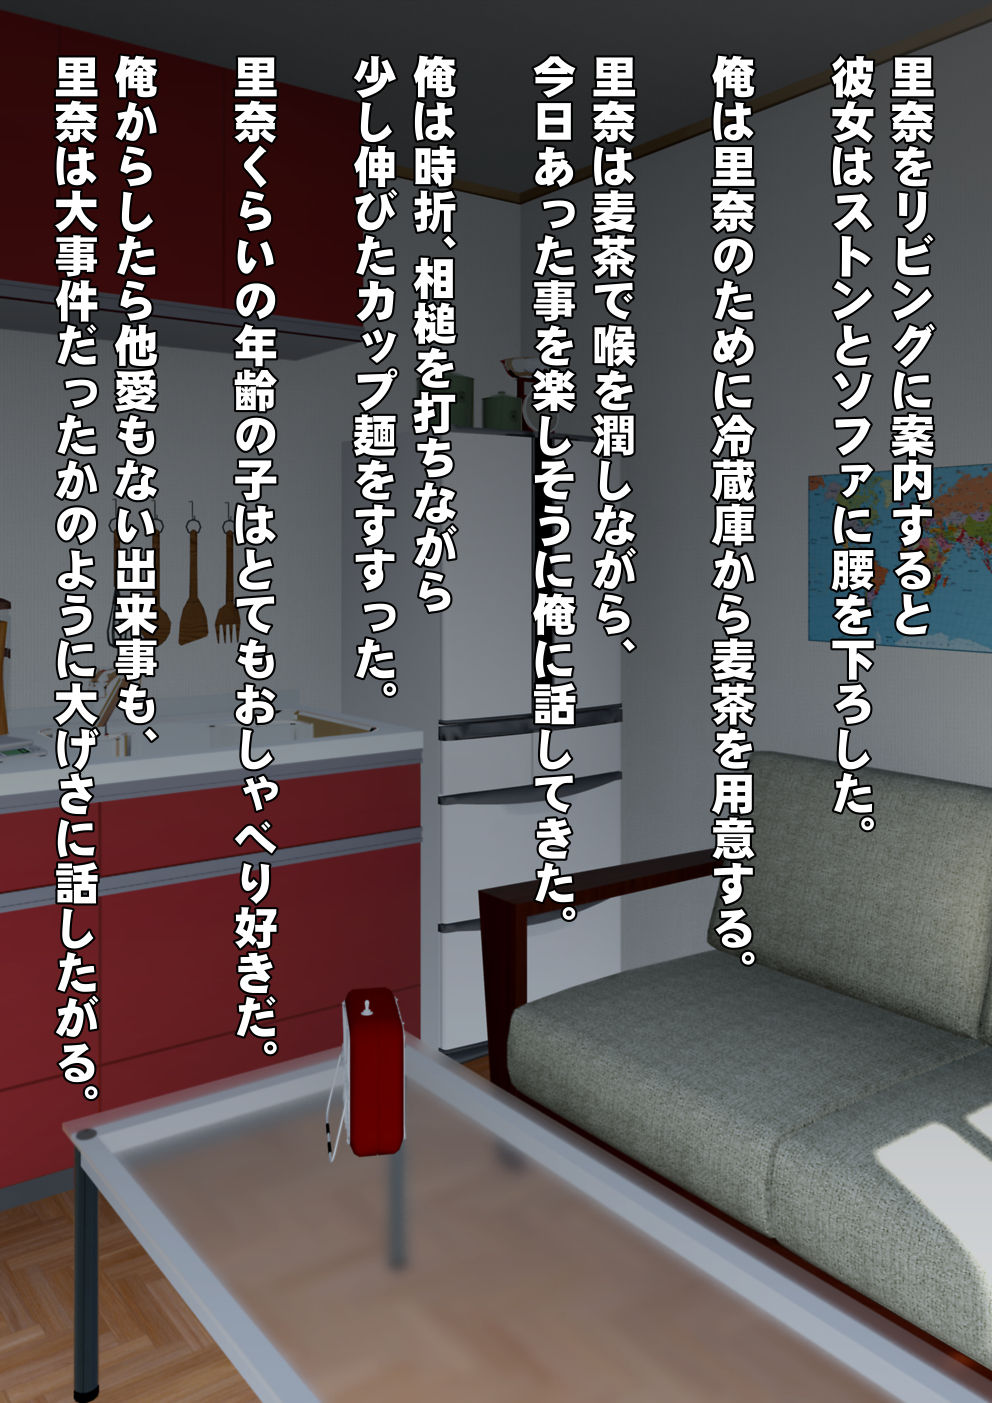 里奈をリビングに案内すると
彼女はストンとソファに腰を下ろした。
俺は里奈のために冷蔵庫から麦茶を用意する。
里奈は麦茶で喉を潤しながら、
今日あった事を楽しそうに俺に話してきた。
俺は時折、相槌を打ちながら
少し伸びたカップ麺をすすった。
里奈くらいの年齢の子はとてもおしゃべり好きだ。
俺からしたら他愛もない出来事も、
里奈は大事件だったかのように大げさに話したがる。